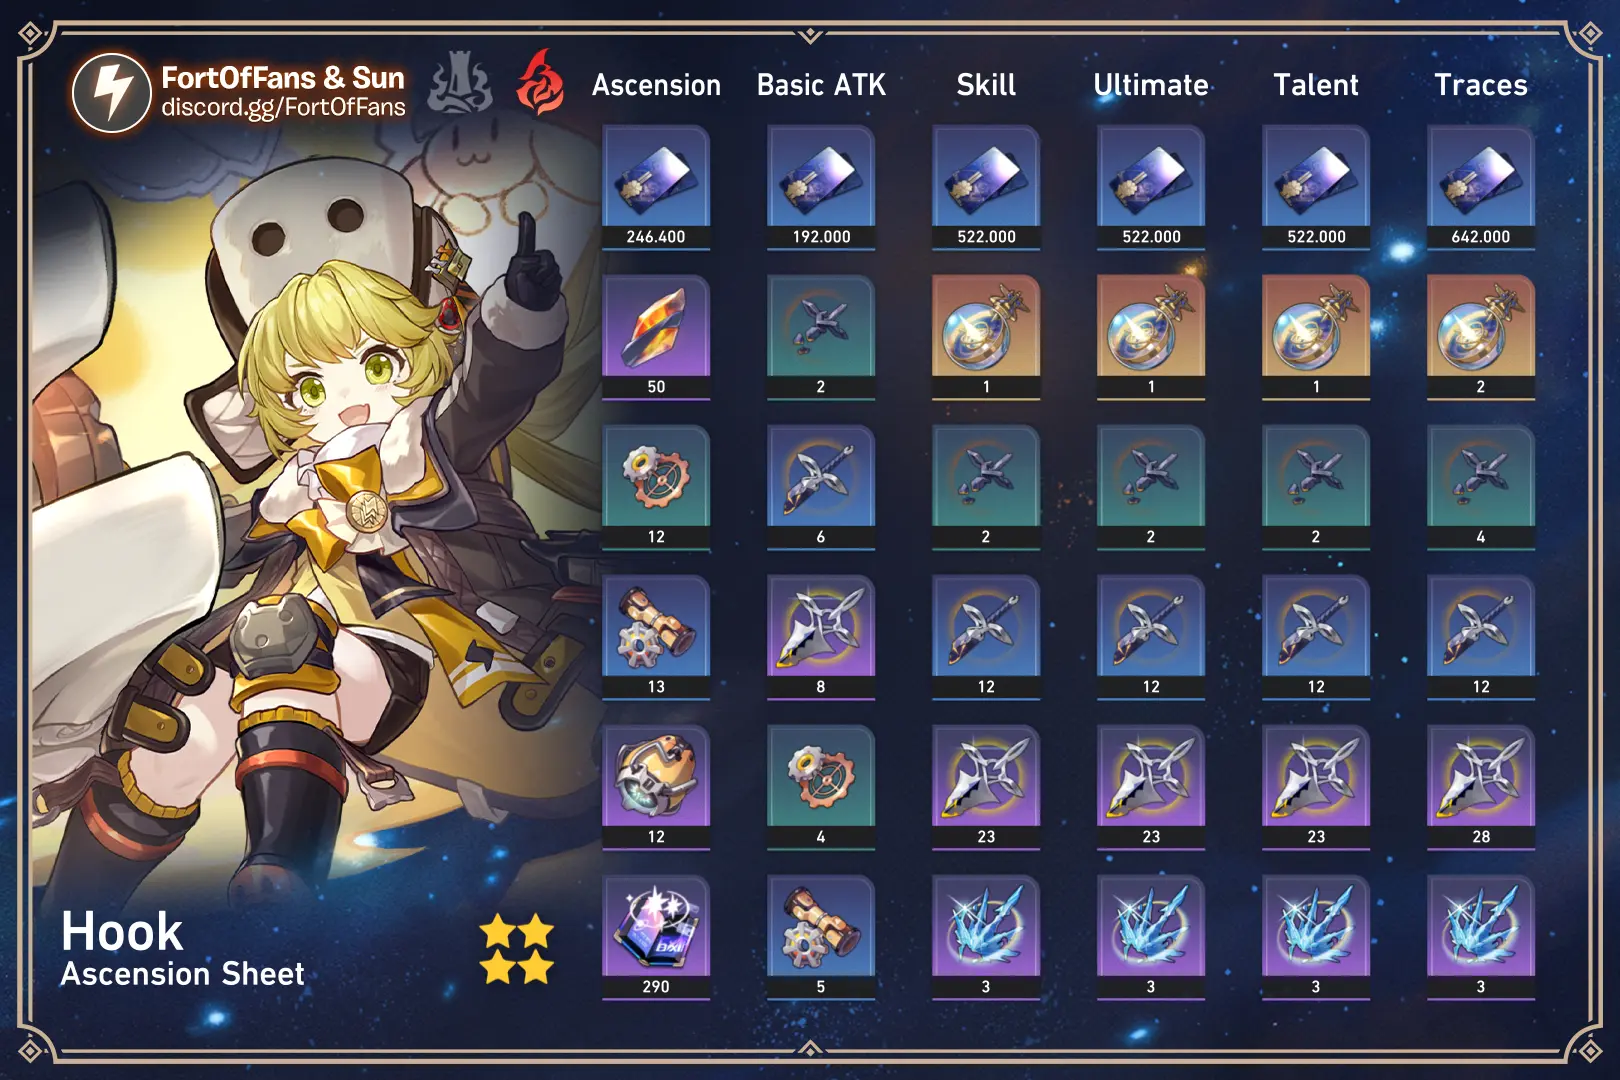 FortOfFans & Sun
discord.gg/FortOfFans
Ascension Basic ATK Skill Ultimate Talent Traces
246.400 192.000 522.000 522.000 522.000 642.000
50 2 1 1 1 2
12 6 2 2 2 4
13 8 12 12 12 12
12 4 23 23 23 28
290 5 3 3 3 3
Hook
Ascension Sheet